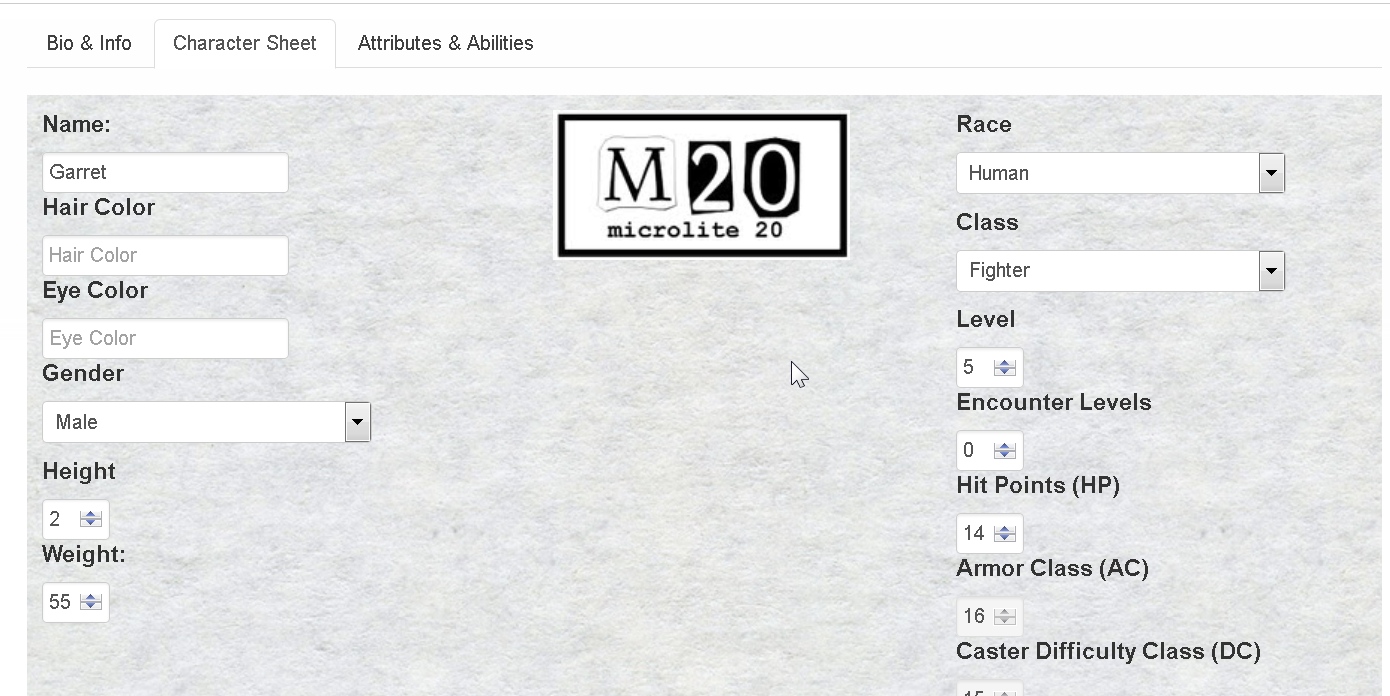 Bio & Info
Character Sheet
Attributes & Abilities
Name:
Garret
Hair Color
Hair Color
Eye Color
Eye Color
Gender
Male
Height
2
Weight:
55
M20
microlite 20
Race
Human
Class
Fighter
Level
5
Encounter Levels
0
Hit Points (HP)
14
Armor Class (AC)
16
Caster Difficulty Class (DC)